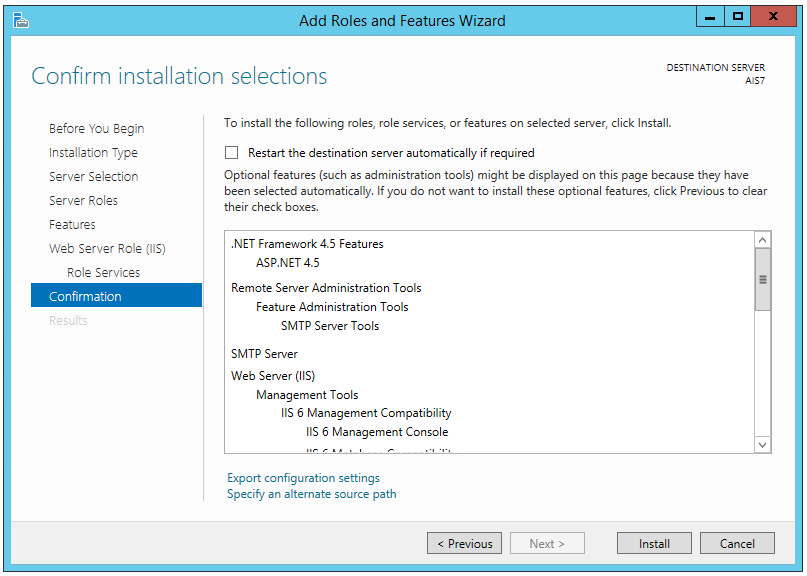 Add Roles and Features Wizard
Confirm installation selections
DESTINATION SERVER
AIS7
Before You Begin
Installation Type
Server Selection
Server Roles
Features
Web Server Role (IIS)
Role Services
Confirmation
Results
To install the following roles, role services, or features on selected server, click Install.
Restart the destination server automatically if required
Optional features (such as administration tools) might be displayed on this page because they have
been selected automatically. If you do not want to install these optional features, click Previous to clear
their check boxes.
.NET Framework 4.5 Features
ASP.NET 4.5
Remote Server Administration Tools
Feature Administration Tools
SMTP Server Tools
SMTP Server
Web Server (IIS)
Management Tools
IIS 6 Management Compatibility
IIS 6 Management Console
IIS 6 Metabase Compatibility
Export configuration settings
Specify an alternate source path
< Previous
Next >
Install
Cancel